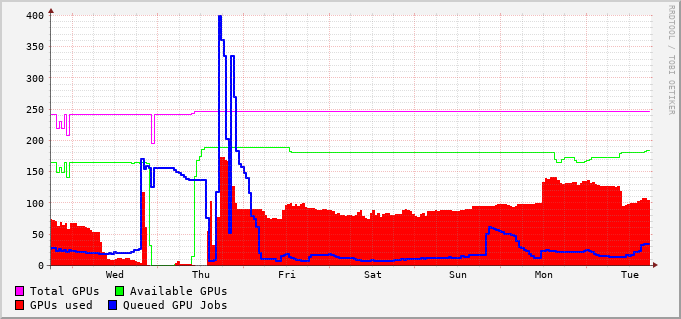 400
350
300
250
200
150
100
50
0
Wed Thu Fri Sat Sun Mon Tue
Total GPUs Available GPUs
GPUs used Queued GPU Jobs
RRDTOOL / TOBI OETIKER